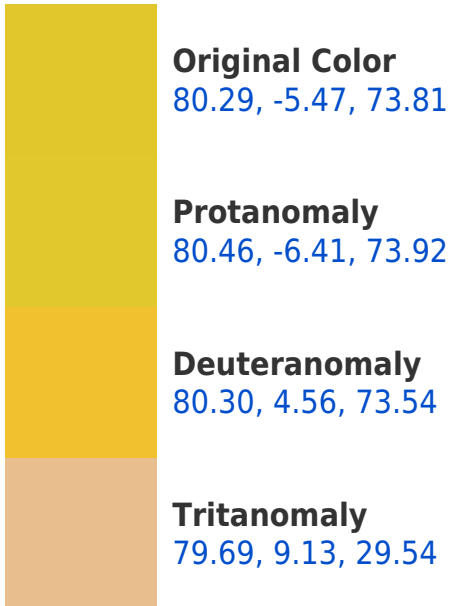 Original Color
80.29, -5.47, 73.81
Protanomaly
80.46, -6.41, 73.92
Deuteranomaly
80.30, 4.56, 73.54
Tritanomaly
79.69, 9.13, 29.54